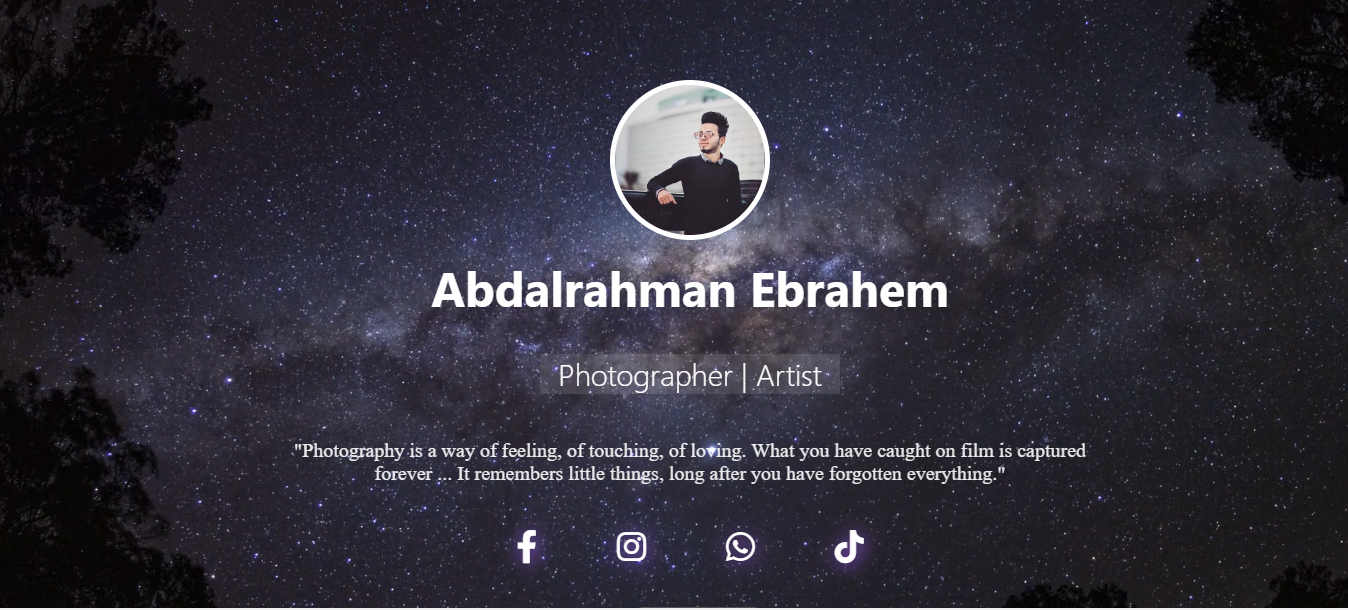 Abdalrahman Ebrahem
Photographer | Artist
"Photography is a way of feeling, of touching, of loving. What you have caught on film is captured
forever ... It remembers little things, long after you have forgotten everything."